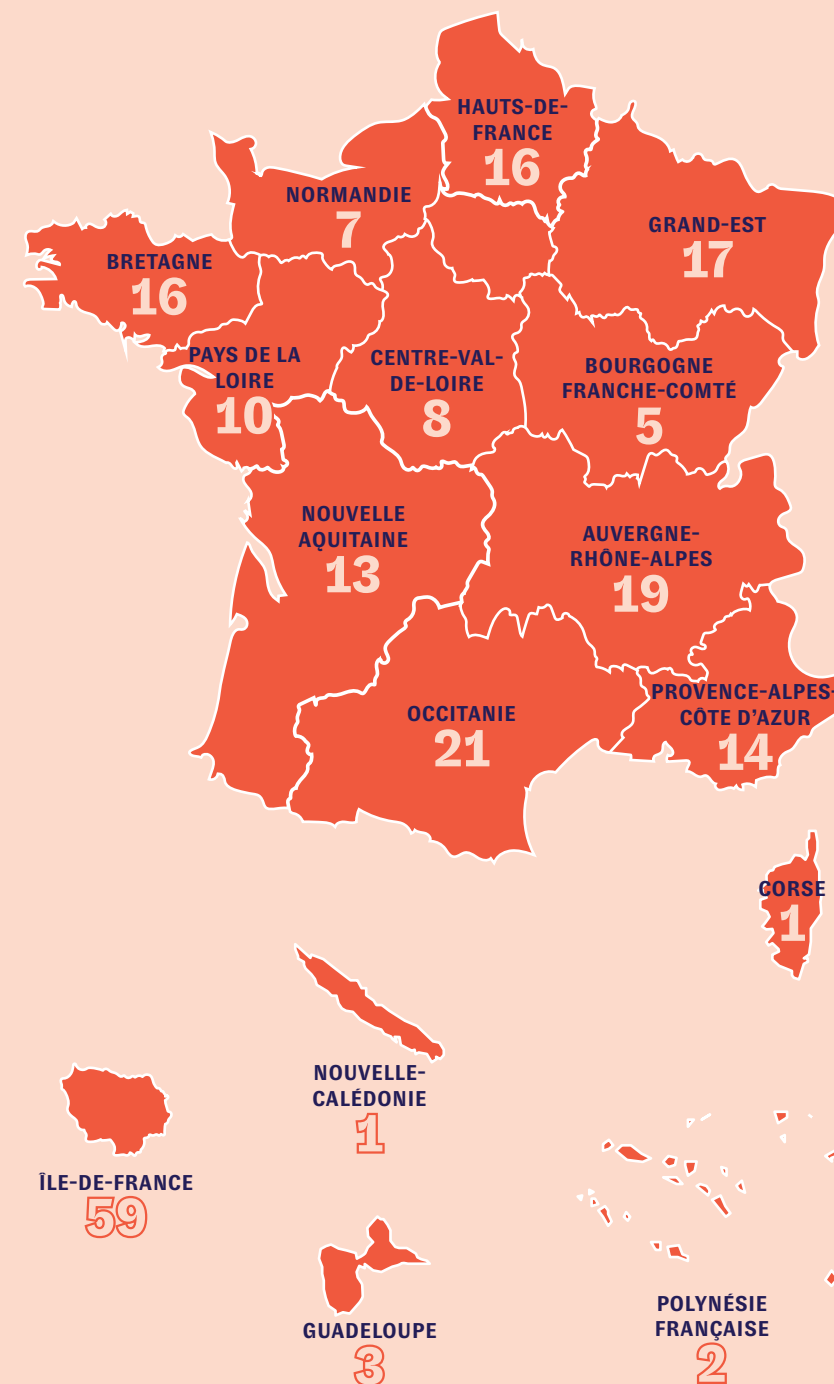 HAUTS-DE-
FRANCE
16
NORMANDIE
7
GRAND-EST
17
BRETAGNE
16
PAYS DE LA
LOIRE
10
CENTRE-VAL-
DE-LOIRE
8
BOURGOGNE
FRANCHE-COMTÉ
5
NOUVELLE
AQUITAINE
13
AUVERGNE-
RHÔNE-ALPES
19
OCCITANIE
21
PROVENCE-ALPES-
CÔTE D’AZUR
14
CORSE
1
NOUVELLE-
CALÉDONIE
1
ÎLE-DE-FRANCE
59
GUADELOUPE
3
POLYNÉSIE
FRANÇAISE
2